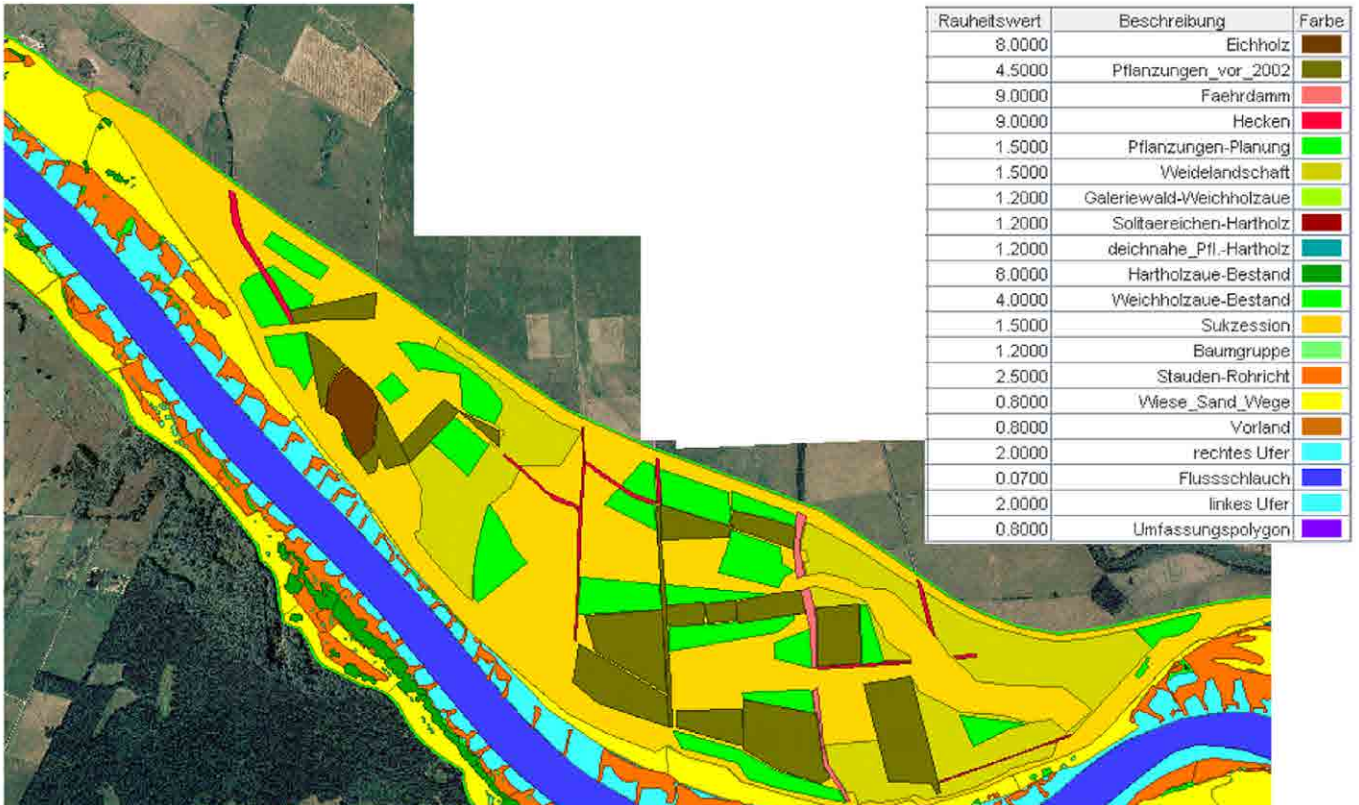 Rauheitswert Beschreibung Farbe
8.0000 Eichholz
4.5000 Pflanzungen_vor_2002
9.0000 Faehrdamm
9.0000 Hecken
1.5000 Pflanzungen-Planung
1.5000 Weidelandschaft
1.2000 Galeriewald-Weichholzaue
1.2000 Solitaereichen-Hartholz
1.2000 deichnahe_Pfl.-Hartholz
8.0000 Hartholzaue-Bestand
4.0000 Weichholzaue-Bestand
1.5000 Sukzession
1.2000 Baumgruppe
2.5000 Stauden-Rohricht
0.8000 Wiese_Sand_Wege
0.8000 Vorland
2.0000 rechtes Ufer
0.0700 Flussschlauch
2.0000 linkes Ufer
0.8000 Umfassungspolygon